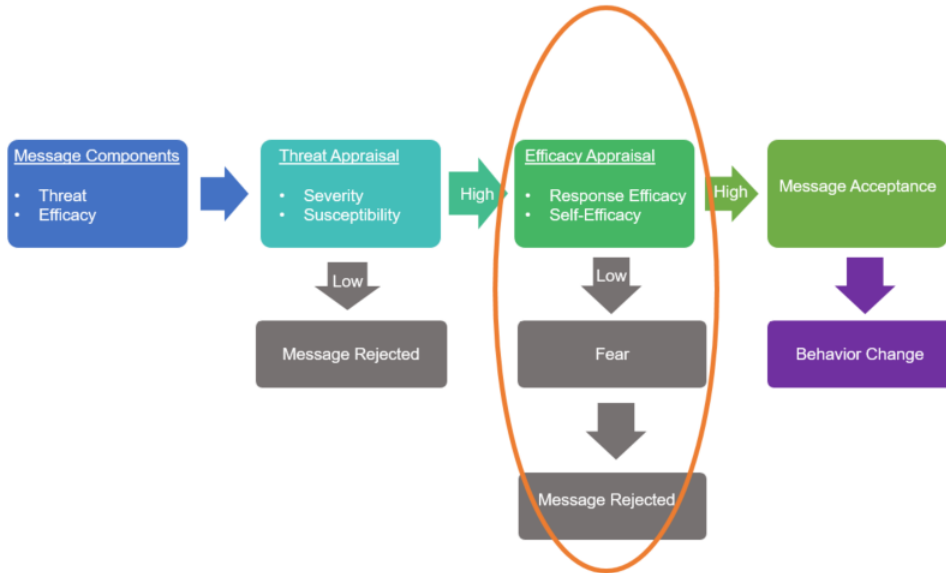 Message Components
• Threat
• Efficacy
Threat Appraisal
• Severity
• Susceptibility
High
Efficacy Appraisal
• Response Efficacy
• Self-Efficacy
High
Message Acceptance
Low
Low
Message Rejected
Fear
Behavior Change
Message Rejected